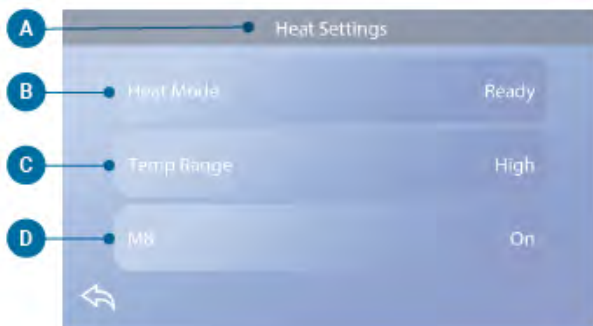 A Heat Settings
B Heat Mode Ready
C Temp Range High
D M8 On